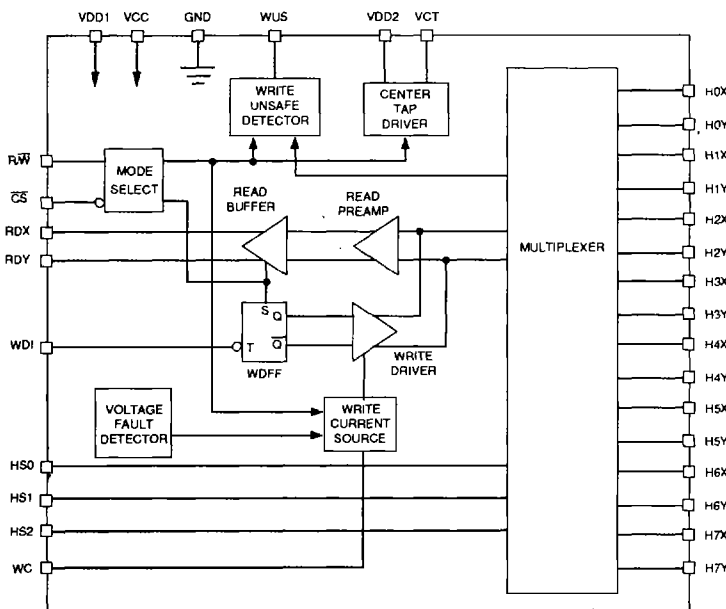 VDD1 VCC GND WUS VDD2 VCT
WRITE
UNSAFE
DETECTOR
CENTER
TAP
DRIVER
R/W̅
MODE
SELECT
C̅S̅
READ
BUFFER
READ
PREAMP
RDX
RDY
MULTIPLEXER
S Q
T Q̅
WDFF
WDI
WRITE
DRIVER
VOLTAGE
FAULT
DETECTOR
WRITE
CURRENT
SOURCE
HS0
HS1
HS2
WC
H0X
H0Y
H1X
H1Y
H2X
H2Y
H3X
H3Y
H4X
H4Y
H5X
H5Y
H6X
H6Y
H7X
H7Y